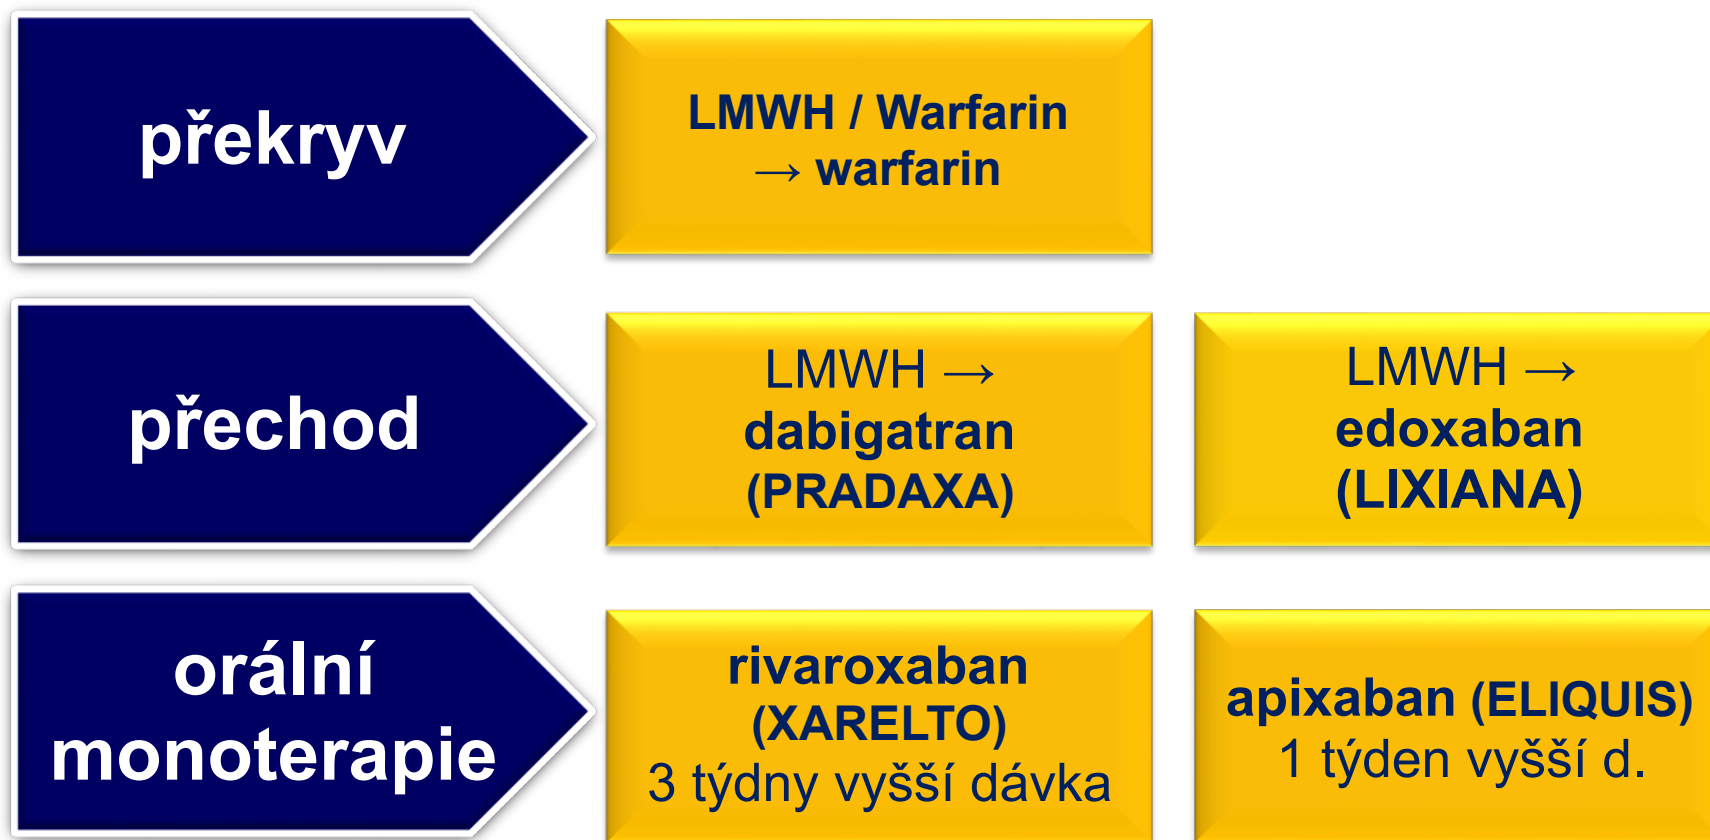 překryv
LMWH / Warfarin
→ warfarin
přechod
LMWH →
dabigatran
(PRADAXA)
LMWH →
edoxaban
(LIXIANA)
orální
monoterapie
rivaroxaban
(XARELTO)
3 týdny vyšší dávka
apixaban (ELIQUIS)
1 týden vyšší d.